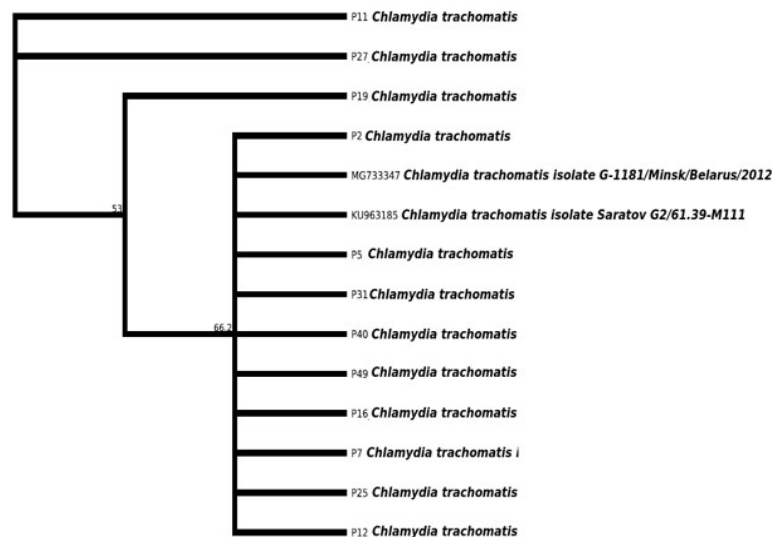 P11 Chlamydia trachomatis
P27 Chlamydia trachomatis
P19 Chlamydia trachomatis
P2 Chlamydia trachomatis
MG733347 Chlamydia trachomatis isolate G-1181/Minsk/Belarus/2012
53
KU963185 Chlamydia trachomatis isolate Saratov G2/61.39-M111
P5 Chlamydia trachomatis
P31 Chlamydia trachomatis
66.2
P40 Chlamydia trachomatis
P49 Chlamydia trachomatis
P16 Chlamydia trachomatis
P7 Chlamydia trachomatis i
P25 Chlamydia trachomatis
P12 Chlamydia trachomatis